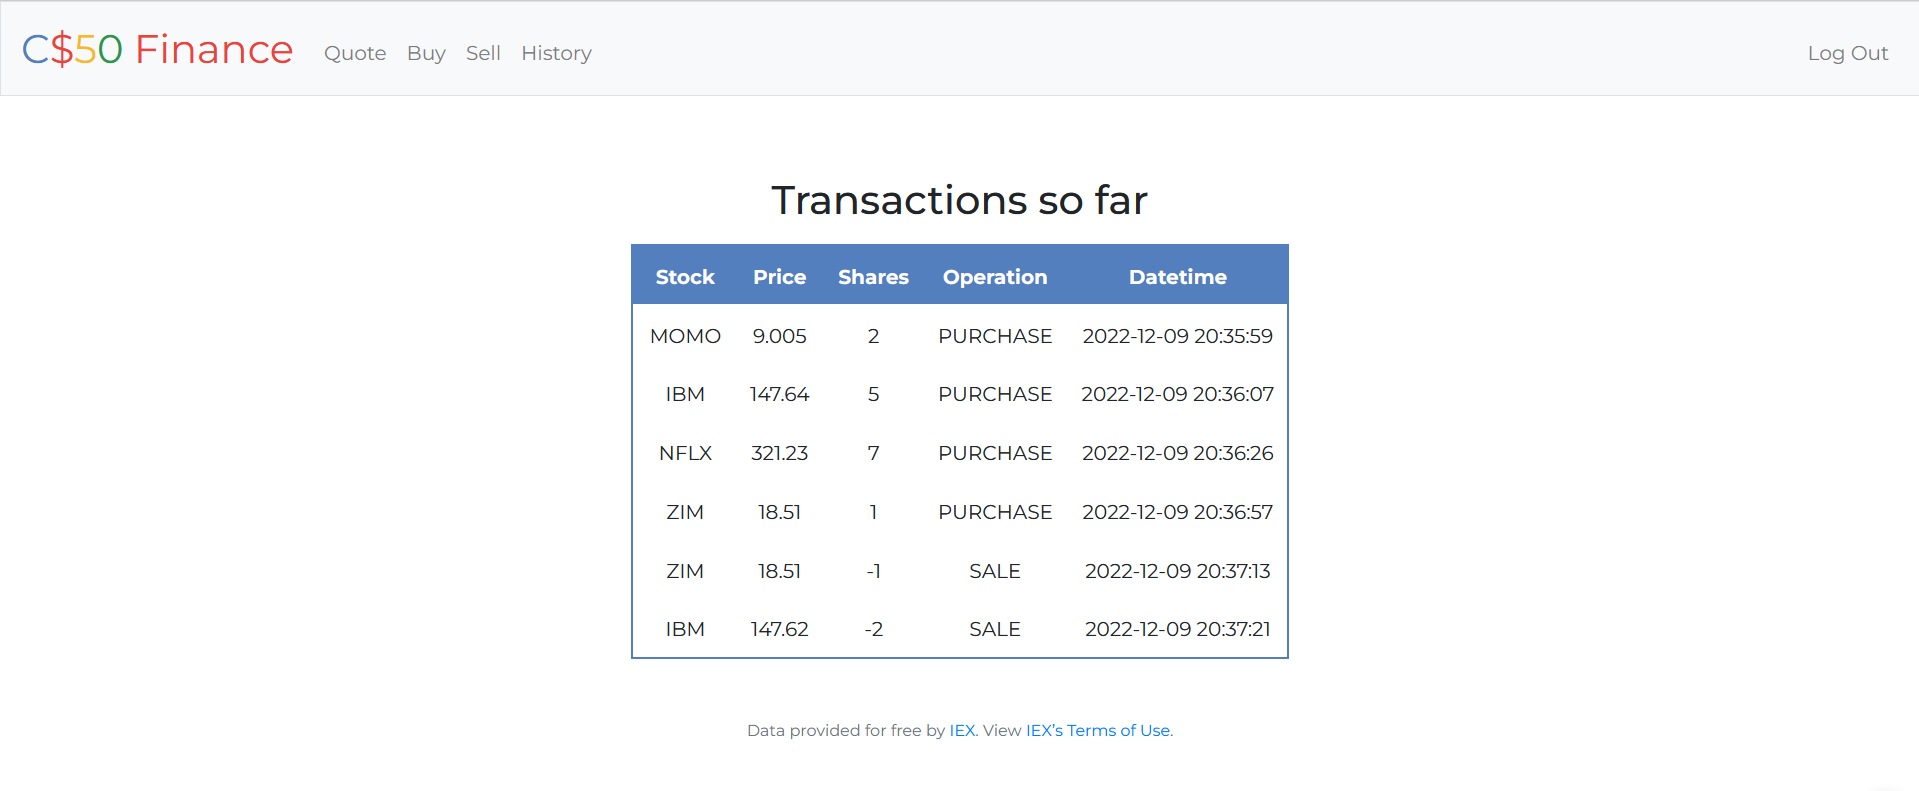 C$50 Finance Quote Buy Sell History Log Out
Transactions so far
Stock Price Shares Operation Datetime
MOMO 9.005 2 PURCHASE 2022-12-09 20:35:59
IBM 147.64 5 PURCHASE 2022-12-09 20:36:07
NFLX 321.23 7 PURCHASE 2022-12-09 20:36:26
ZIM 18.51 1 PURCHASE 2022-12-09 20:36:57
ZIM 18.51 -1 SALE 2022-12-09 20:37:13
IBM 147.62 -2 SALE 2022-12-09 20:37:21
Data provided for free by IEX. View IEX’s Terms of Use.